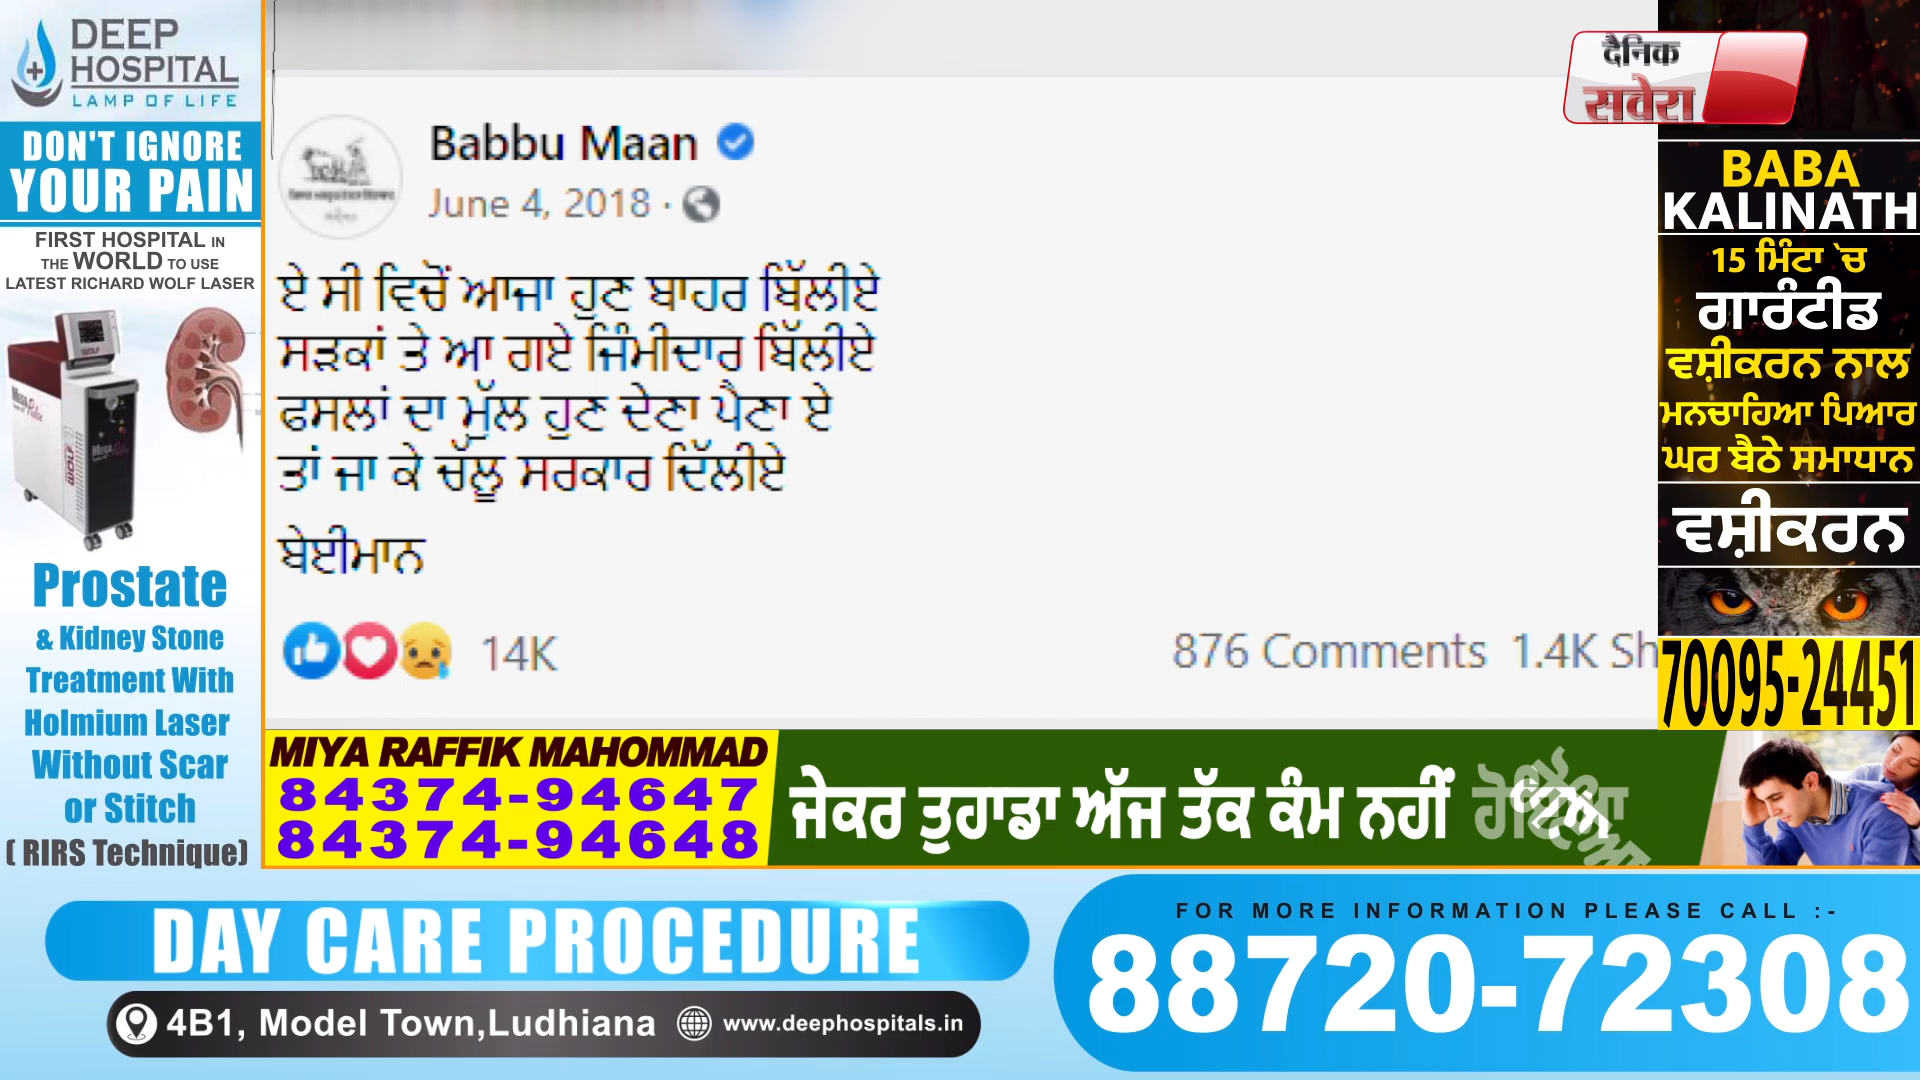 DEEP
HOSPITAL
LAMP OF LIFE
DON'T IGNORE
YOUR PAIN
FIRST HOSPITAL IN
THE WORLD TO USE
LATEST RICHARD WOLF LASER
WOLF
WOLF
Prostate
& Kidney Stone
Treatment With
Holmium Laser
Without Scar
or Stitch
( RIRS Technique)
Babbu Maan
June 4, 2018 ·
ਏ ਸੀ ਵਿਚੋਂ ਆਜਾ ਹੁਣ ਬਾਹਰ ਬਿੱਲੀਏ
ਸੜਕਾਂ ਤੇ ਆ ਗਏ ਜਿੰਮੀਦਾਰ ਬਿੱਲੀਏ
ਫਸਲਾਂ ਦਾ ਮੁੱਲ ਹੁਣ ਦੇਣਾ ਪੈਣਾ ਏ
ਤਾਂ ਜਾ ਕੇ ਚੱਲੂ ਸਰਕਾਰ ਦਿੱਲੀਏ
ਬੇਈਮਾਨ
14K
876 Comments 1.4K Sh
दैनिक
सवेरा
BABA
KALINATH
15 ਮਿੰਟਾ `ਚ
ਗਾਰੰਟੀਡ
ਵਸ਼ੀਕਰਨ ਨਾਲ
ਮਨਚਾਹਿਆ ਪਿਆਰ
ਘਰ ਬੈਠੇ ਸਮਾਧਾਨ
ਵਸ਼ੀਕਰਨ
70095-24451
MIYA RAFFIK MAHOMMAD
84374-94647
84374-94648
ਜੇਕਰ ਤੁਹਾਡਾ ਅੱਜ ਤੱਕ ਕੰਮ ਨਹੀਂ
DAY CARE PROCEDURE
4B1, Model Town,Ludhiana
www.deephospitals.in
FOR MORE INFORMATION PLEASE CALL :-
88720-72308